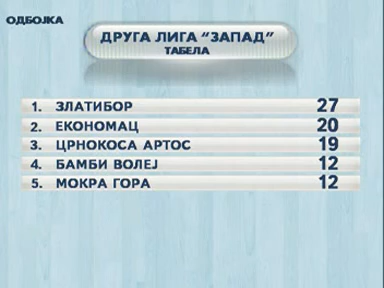 ОДБОЈКА
ДРУГА ЛИГА “ЗАПАД”
ТАБЕЛА
1. ЗЛАТИБОР 27
2. ЕКОНОМАЦ 20
3. ЦРНОКОСА АРТОС 19
4. БАМБИ ВОЛЕЈ 12
5. МОКРА ГОРА 12